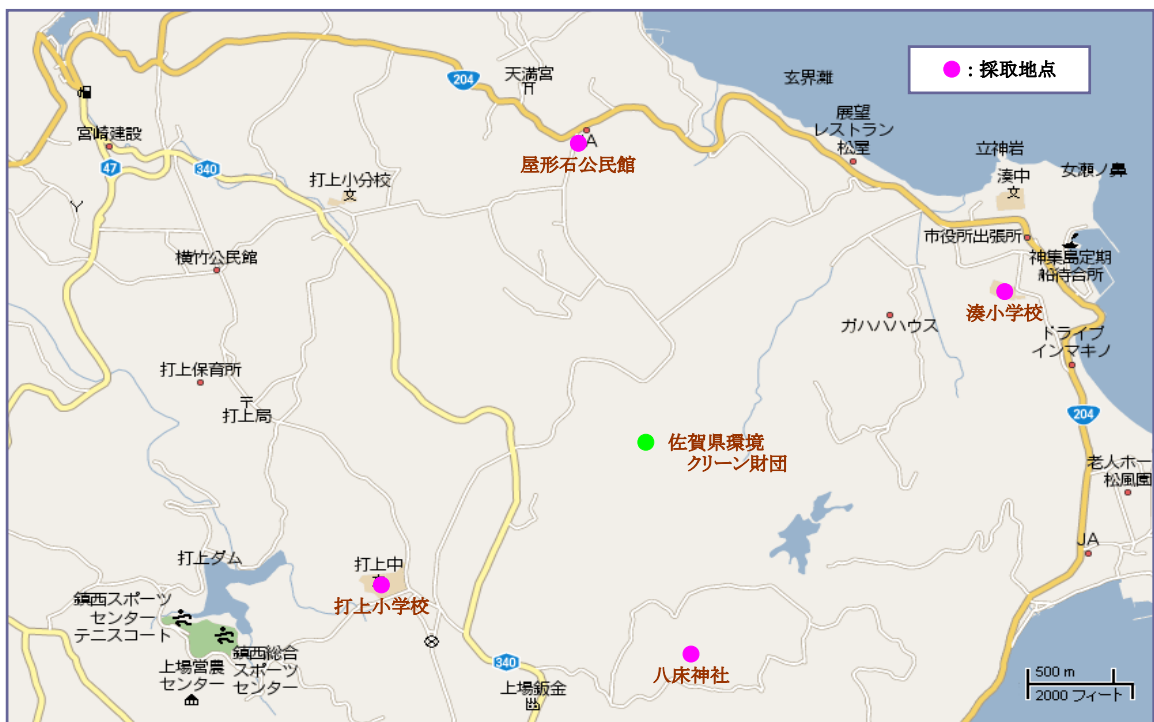 ●：採取地点
204
天満宮
玄界灘
展望
レストラン
松屋
宮崎建設
A
屋形石公民館
立神岩
湊中
文
女瀬ノ鼻
47
340
打上小分校
文
市役所出張所
横竹公民館
神集島定期
船待合所
湊小学校
ガハハハウス
ドライブ
インマキノ
打上保育所
〒
打上局
204
佐賀県環境
クリーン財団
老人ホー
松風園
打上ダム
打上中
JA
打上小学校
鎮西スポーツ
センター
テニスコート
鎮西総合
スポーツ
センター
上場営農
センター
340
上場鈑金
八床神社
500 m
2000 フィート